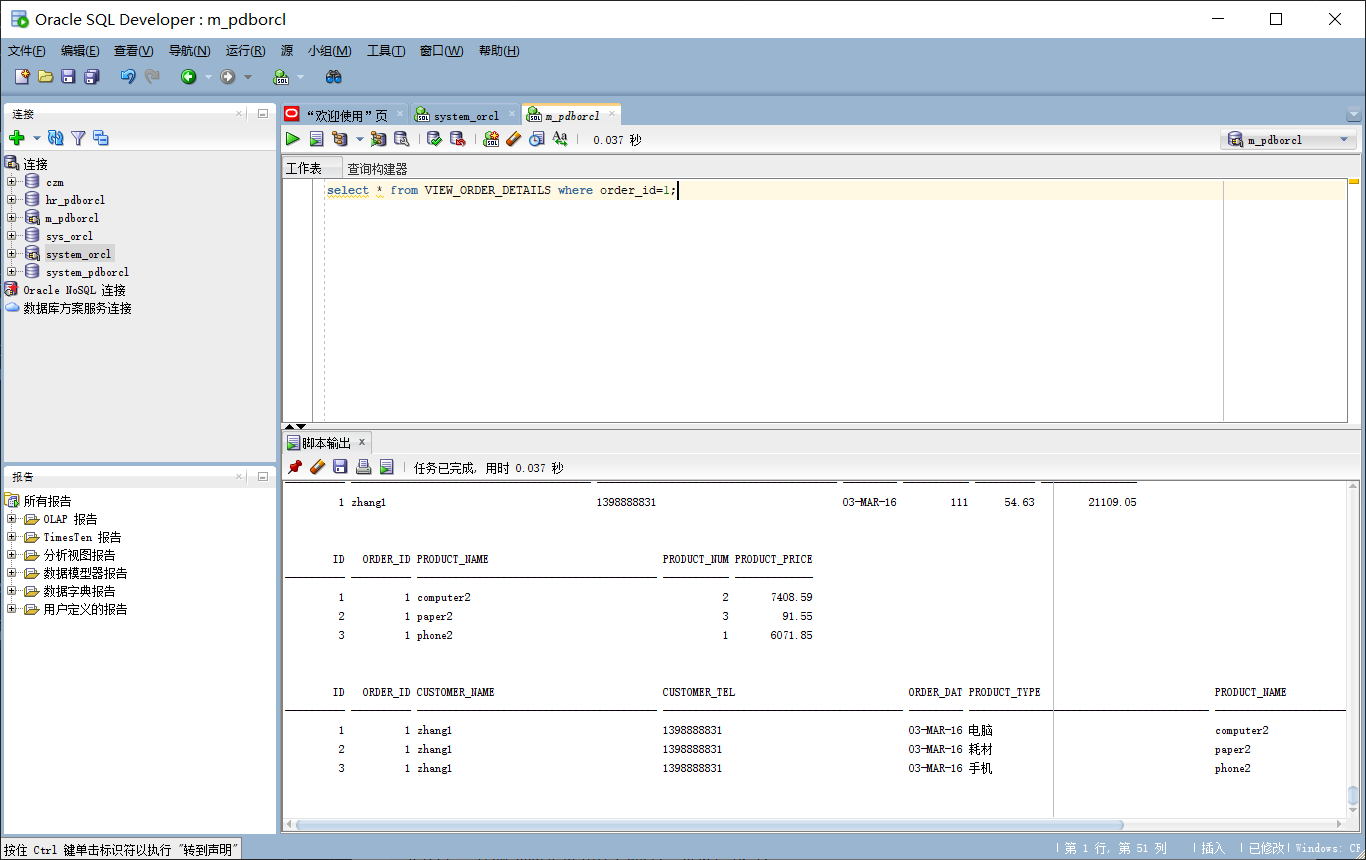 Oracle SQL Developer : m_pdborcl
文件(F) 编辑(E) 查看(V) 导航(N) 运行(R) 源 小组(M) 工具(T) 窗口(W) 帮助(H)
连接
连接
czm
hr_pdborcl
m_pdborcl
sys_orcl
system_orcl
system_pdborcl
Oracle NoSQL 连接
数据库方案服务连接
报告
所有报告
OLAP 报告
TimesTen 报告
分析视图报告
数据模型器报告
数据字典报告
用户定义的报告
“欢迎使用”页 system_orcl m_pdborcl
0.037 秒 m_pdborcl
工作表 查询构建器
select * from VIEW_ORDER_DETAILS where order_id=1;
脚本输出
任务已完成, 用时 0.037 秒
1 zhang1 1398888831 03-MAR-16 111 54.63 21109.05
ID ORDER_ID PRODUCT_NAME PRODUCT_NUM PRODUCT_PRICE
1 1 computer2 2 7408.59
2 1 paper2 3 91.55
3 1 phone2 1 6071.85
ID ORDER_ID CUSTOMER_NAME CUSTOMER_TEL ORDER_DAT PRODUCT_TYPE PRODUCT_NAME
1 1 zhang1 1398888831 03-MAR-16 电脑 computer2
2 1 zhang1 1398888831 03-MAR-16 耗材 paper2
3 1 zhang1 1398888831 03-MAR-16 手机 phone2
按住 Ctrl 键单击标识符以执行 "转到声明"
第 1 行, 第 51 列 插入 已修改 Windows: CR